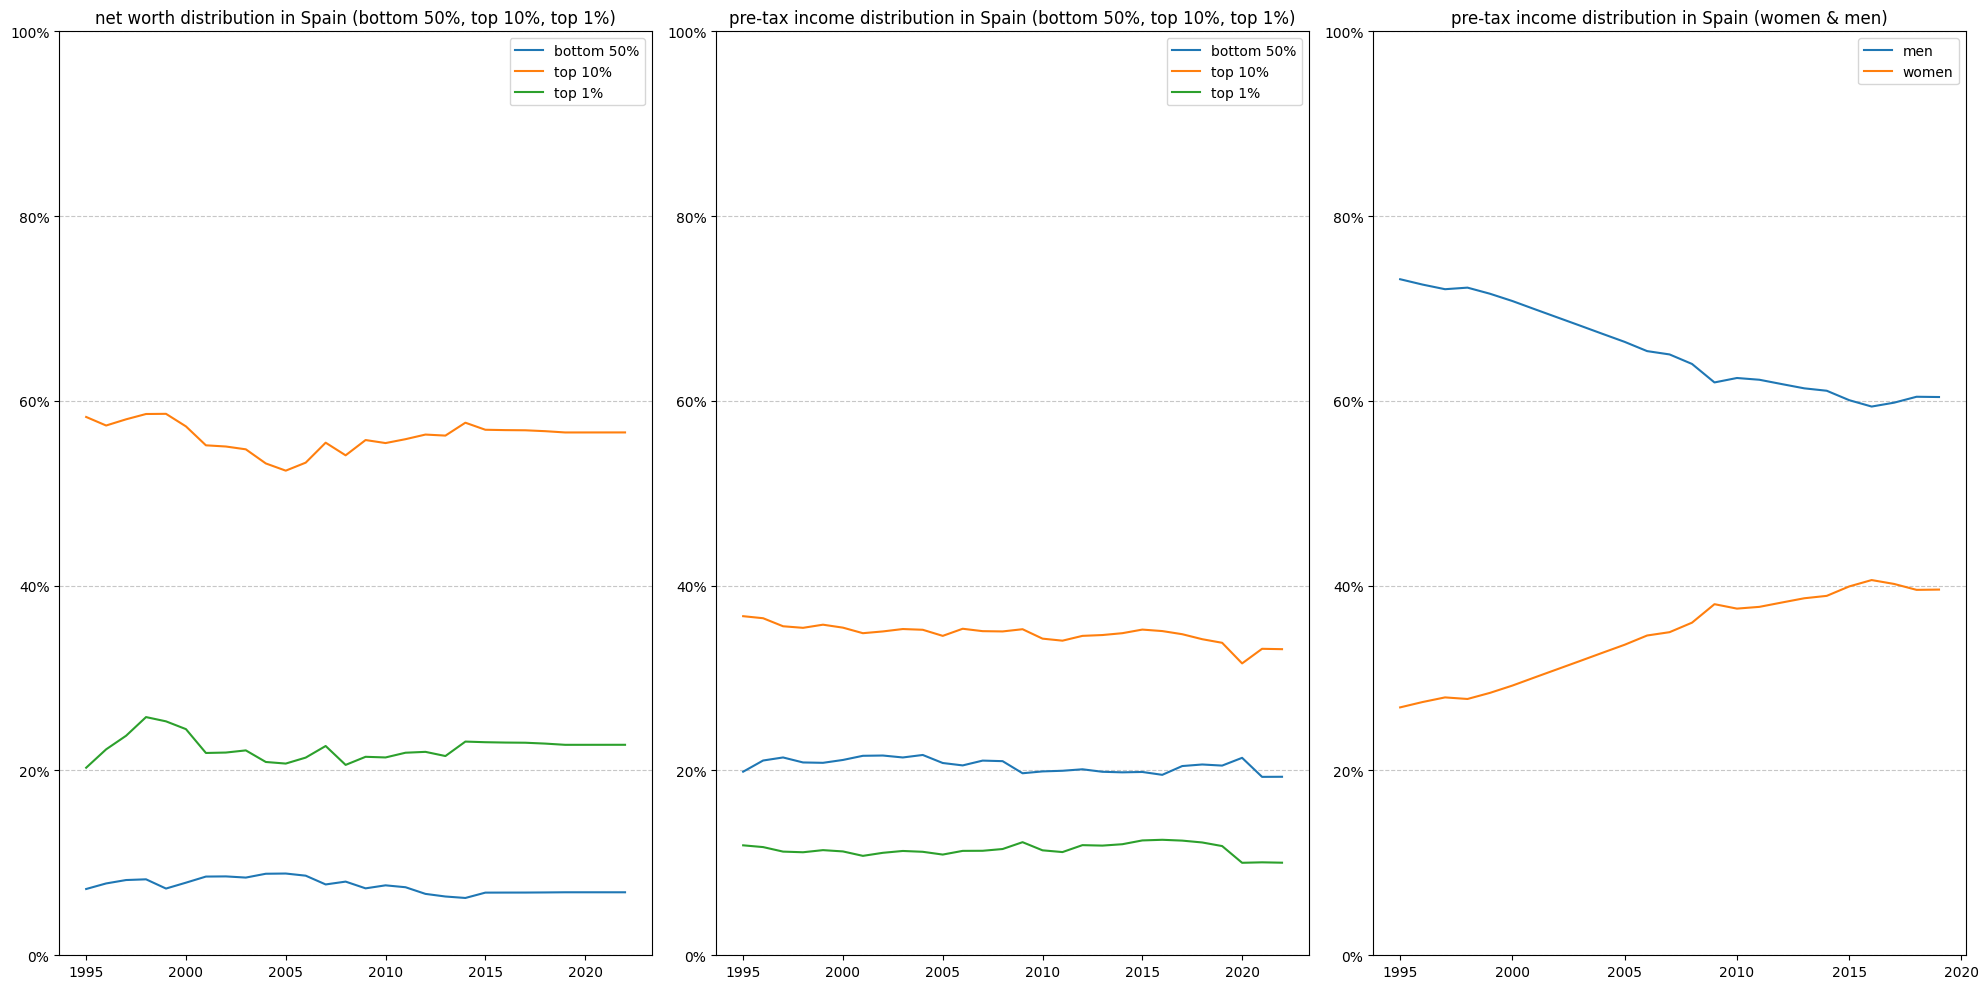 net worth distribution in Spain (bottom 50%, top 10%, top 1%)
100%
80%
60%
40%
20%
0%
1995 2000 2005 2010 2015 2020
bottom 50%
top 10%
top 1%
pre-tax income distribution in Spain (bottom 50%, top 10%, top 1%)
100%
80%
60%
40%
20%
0%
1995 2000 2005 2010 2015 2020
bottom 50%
top 10%
top 1%
pre-tax income distribution in Spain (women & men)
100%
80%
60%
40%
20%
0%
1995 2000 2005 2010 2015 2020
men
women